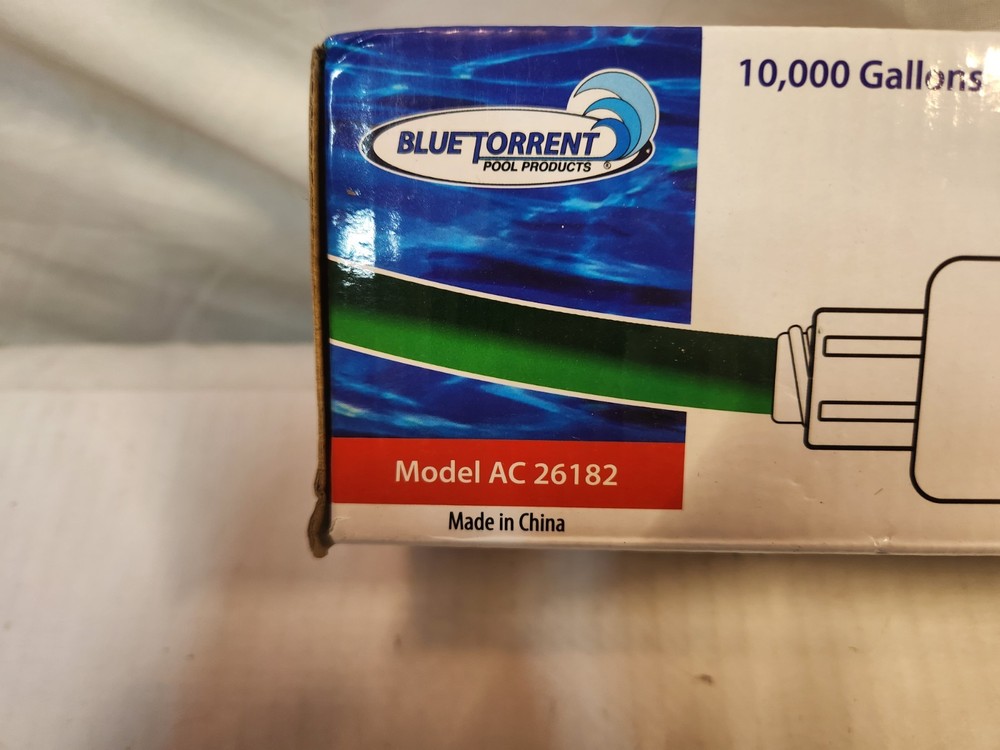 10,000 Gallons
BLUE TORRENT
POOL PRODUCTS ®
Model AC 26182
Made in China